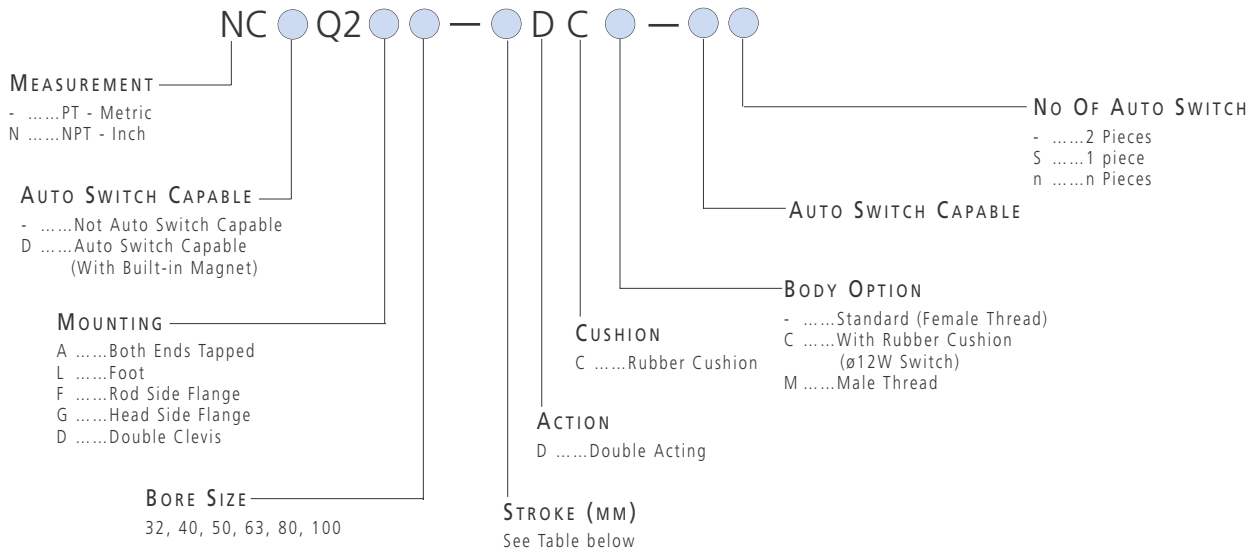 NC Q2 — D C —
MEASUREMENT
- ......PT - Metric
N ......NPT - Inch
AUTO SWITCH CAPABLE
- ......Not Auto Switch Capable
D ......Auto Switch Capable
(With Built-in Magnet)
MOUNTING
A ......Both Ends Tapped
L ......Foot
F ......Rod Side Flange
G ......Head Side Flange
D ......Double Clevis
BORE SIZE
32, 40, 50, 63, 80, 100
STROKE (MM)
See Table below
ACTION
D ......Double Acting
CUSHION
C ......Rubber Cushion
BODY OPTION
- ......Standard (Female Thread)
C ......With Rubber Cushion
(ø12W Switch)
M ......Male Thread
AUTO SWITCH CAPABLE
NO OF AUTO SWITCH
- ......2 Pieces
S ......1 piece
n ......n Pieces